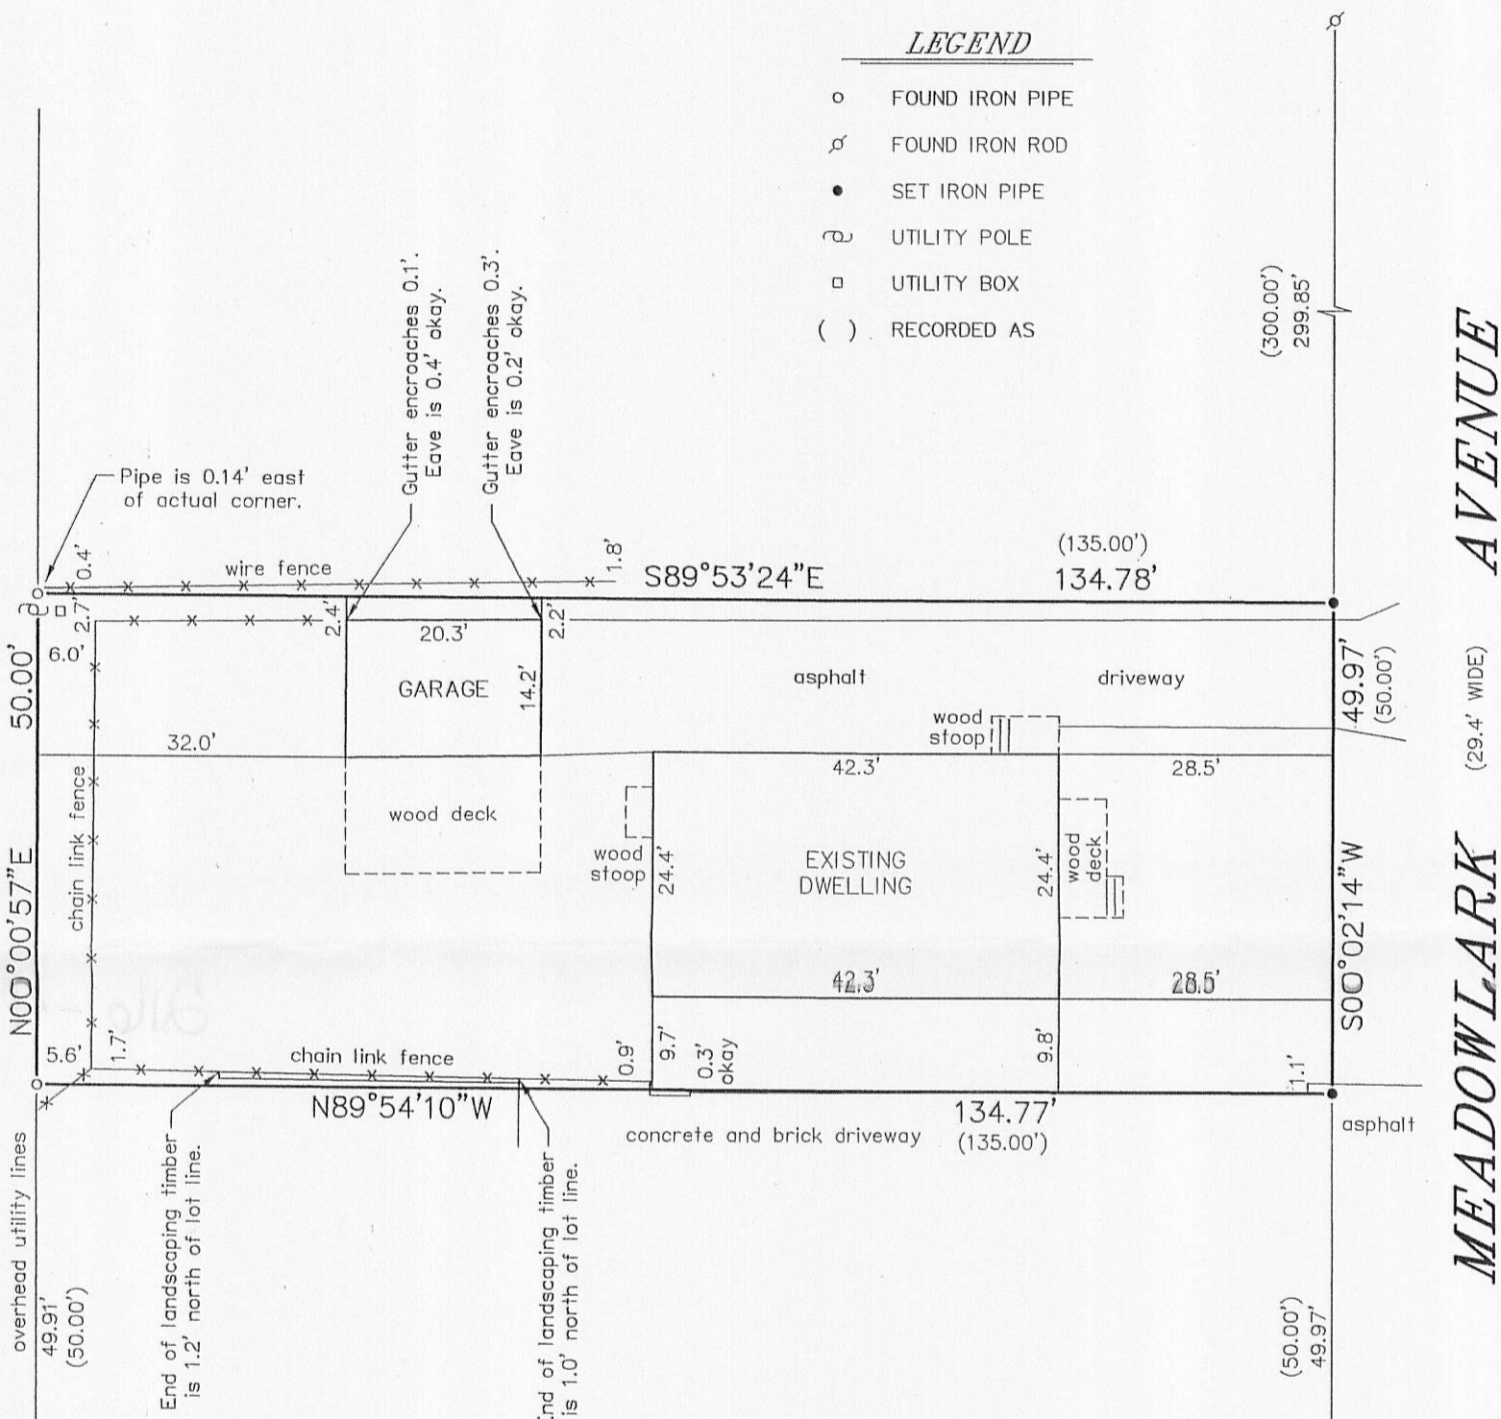 LEGEND
FOUND IRON PIPE
FOUND IRON ROD
SET IRON PIPE
UTILITY POLE
UTILITY BOX
( ) RECORDED AS
(300.00')
299.85'
Gutter encroaches 0.1'.
Eave is 0.4' okay.
Gutter encroaches 0.3'.
Eave is 0.2' okay.
Pipe is 0.14' east
of actual corner.
0.4'
wire fence
1.8'
S89°53'24"E
(135.00')
134.78'
2.7'
2.4'
2.2'
6.0'
20.3'
GARAGE
14.2'
asphalt
driveway
50.00'
N00°00'57"E
49.97'
(50.00')
S00°02'14"W
wood
stoop
32.0'
42.3'
28.5'
chain link fence
wood deck
wood
stoop
24.4'
EXISTING
DWELLING
24.4'
wood
deck
42.3'
28.5'
5.6'
1.7'
chain link fence
0.9'
9.7'
0.3'
okay
9.8'
1.1'
N89°54'10"W
134.77'
(135.00')
concrete and brick driveway
asphalt
overhead utility lines
49.91'
(50.00')
End of landscaping timber
is 1.2' north of lot line.
End of landscaping timber
is 1.0' north of lot line.
(50.00')
49.97'
MEADOWLARK (29.4' WIDE) AVENUE